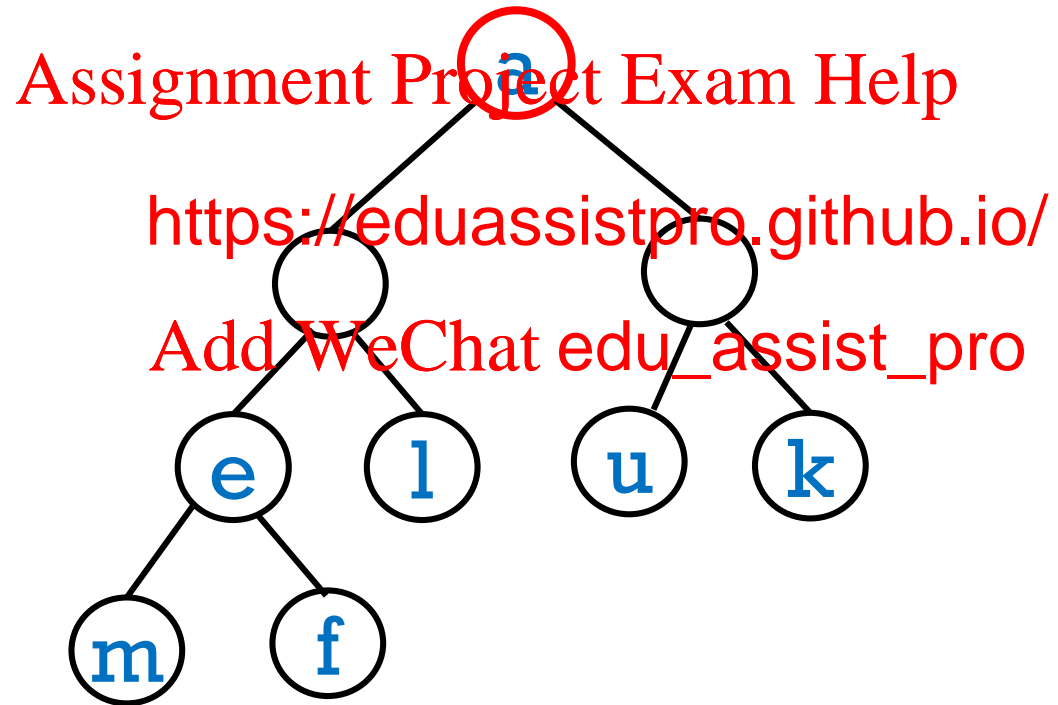 a
Assignment Project Exam Help
https://eduassistpro.github.io/
Add WeChat edu_assist_pro
e l u k
m f